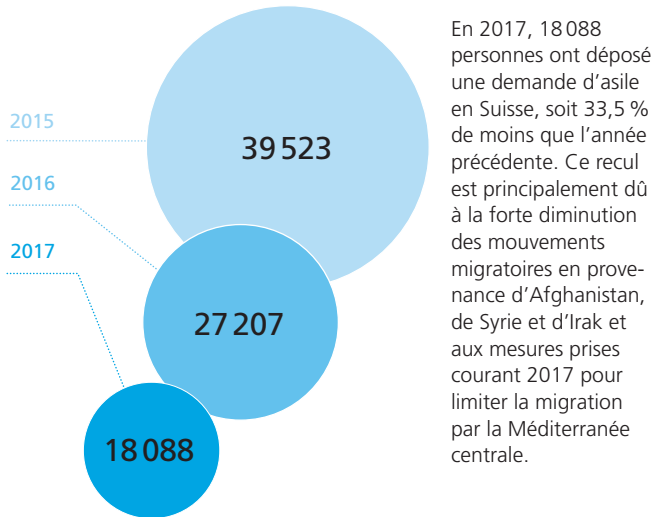 2015
39 523
2016
27 207
2017
18 088
En 2017, 18 088
personnes ont déposé
une demande d'asile
en Suisse, soit 33,5 %
de moins que l'année
précédente. Ce recul
est principalement dû
à la forte diminution
des mouvements
migratoires en prove-
nance d'Afghanistan,
de Syrie et d'Irak et
aux mesures prises
courant 2017 pour
limiter la migration
par la Méditerranée
centrale.